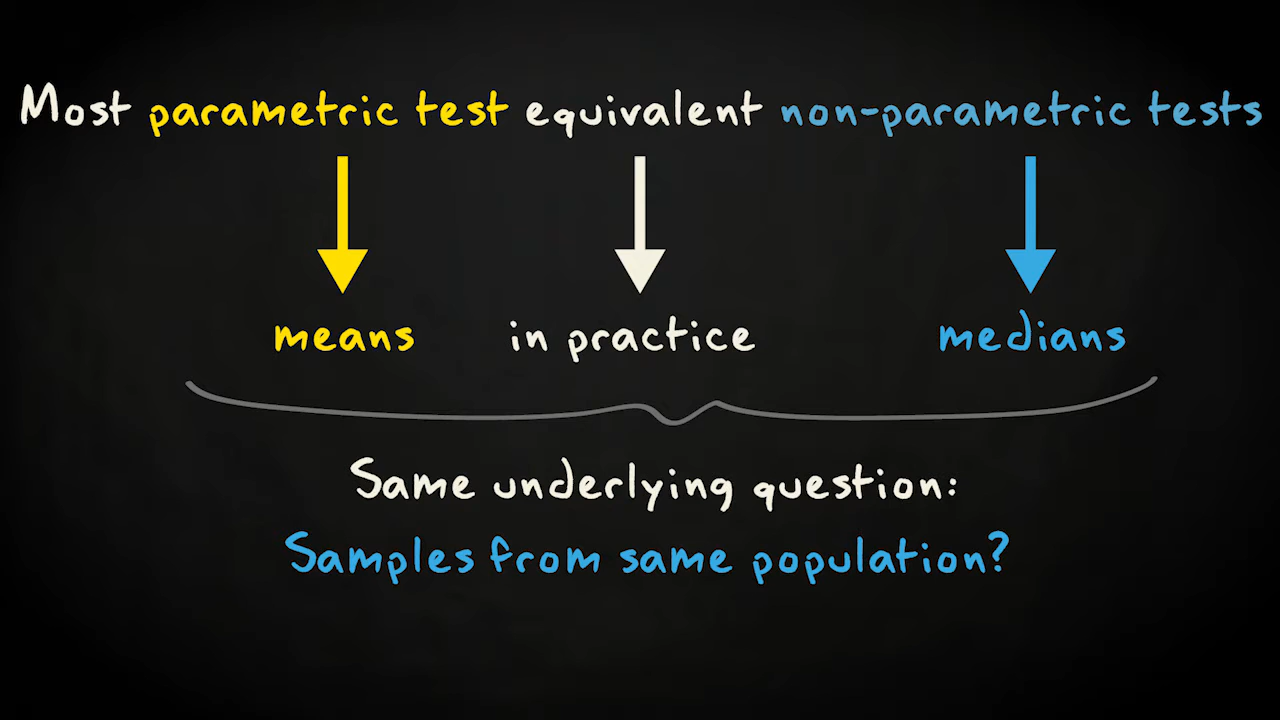 Most parametric test equivalent non-parametric tests
means in practice medians
Same underlying question:
Samples from same population?